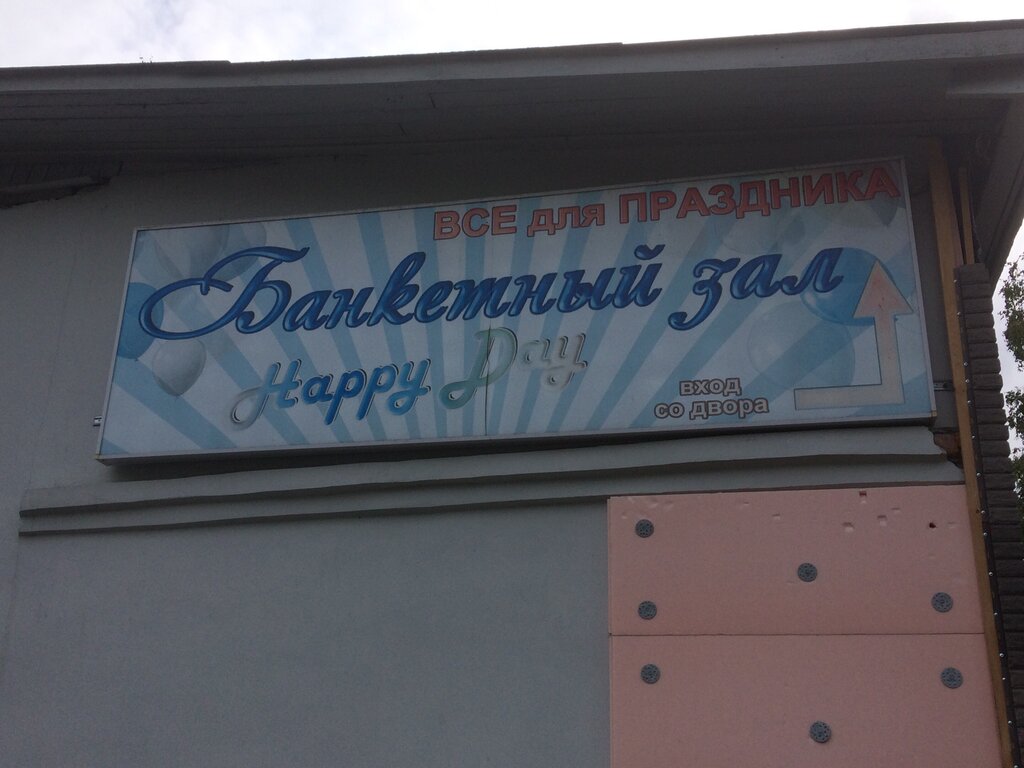 ВСЕ для ПРАЗДНИКА
Банкетный зал
Happy Day
вход
со двора